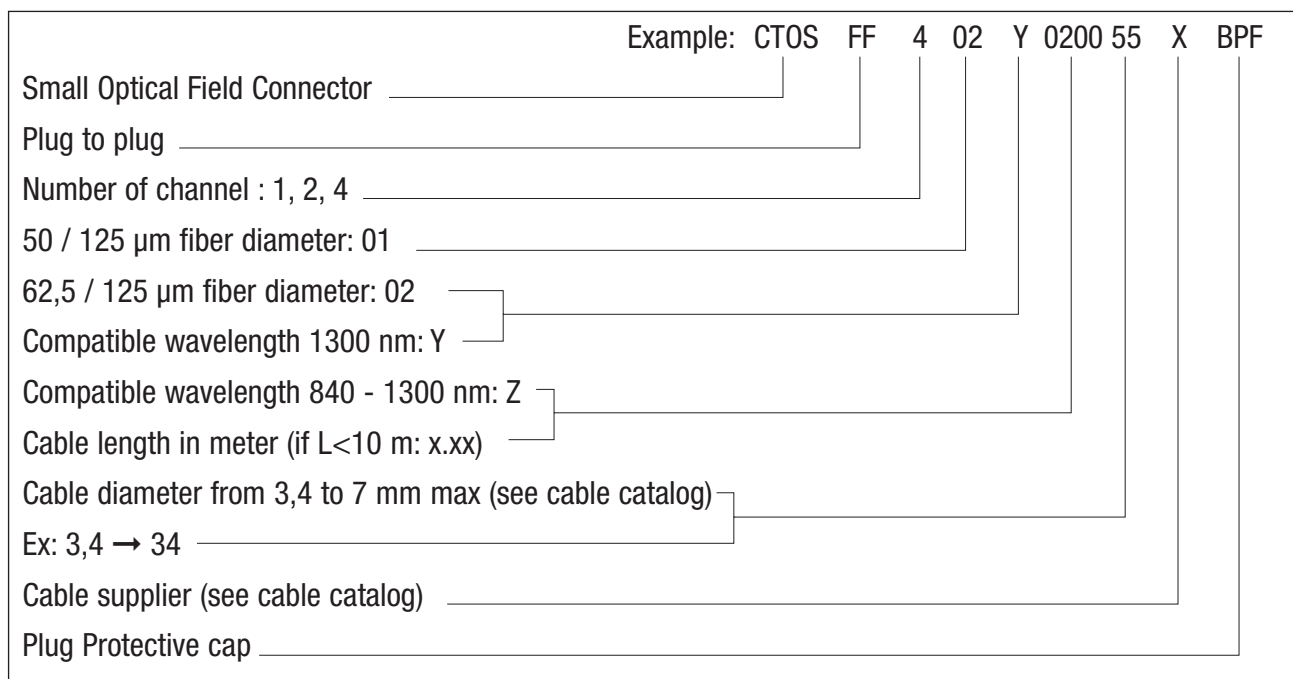 Example: CTOS FF 4 02 Y 0200 55 X BPF
Small Optical Field Connector
Plug to plug
Number of channel : 1, 2, 4
50 / 125 µm fiber diameter: 01
62,5 / 125 µm fiber diameter: 02
Compatible wavelength 1300 nm: Y
Compatible wavelength 840 - 1300 nm: Z
Cable length in meter (if L<10 m: x.xx)
Cable diameter from 3,4 to 7 mm max (see cable catalog)
Ex: 3,4 → 34
Cable supplier (see cable catalog)
Plug Protective cap